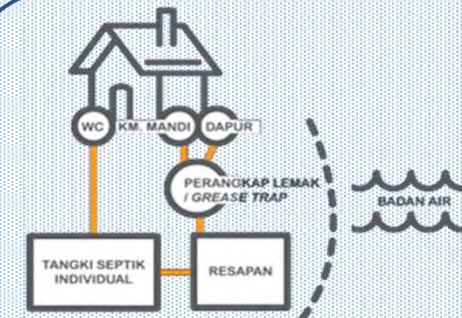 WC KM. MANDI DAPUR
PERANGKAP LEMAK
/ GREASE TRAP
BADAN AIR
TANGKI SEPTIK
INDIVIDUAL
RESAPAN